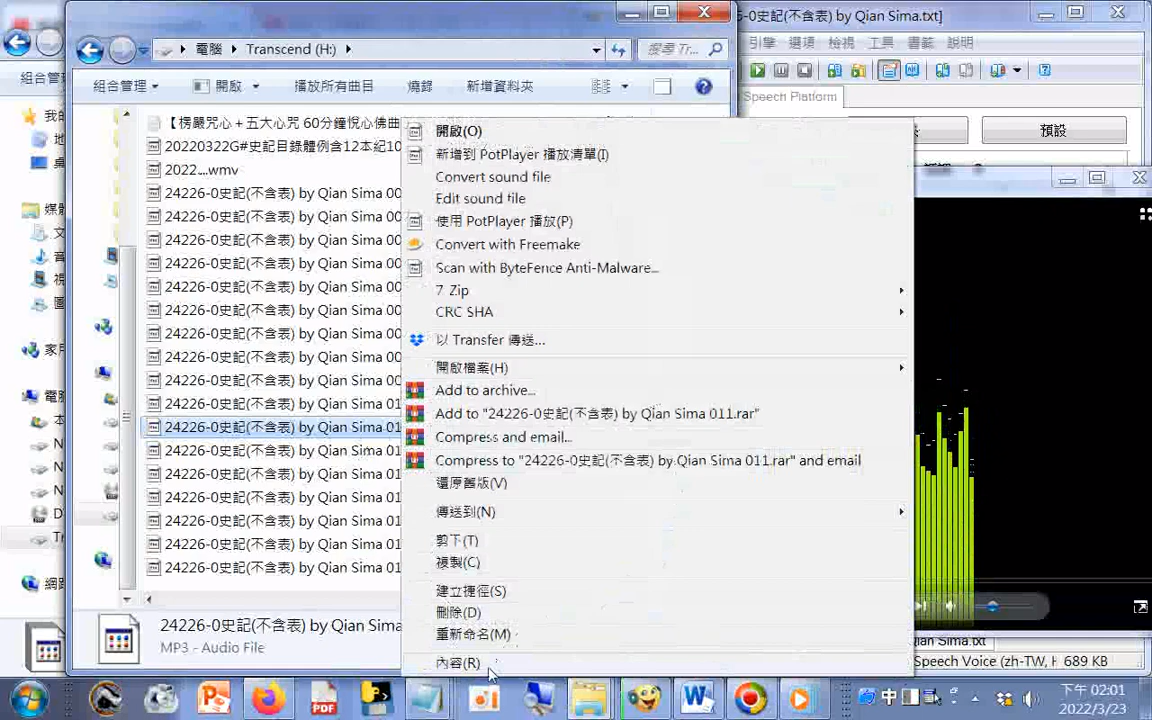 -0史記(不含表) by Qian Sima.txt]
電腦 Transcend (H:) 搜尋 Tr...
引擎 選項 檢視 工具 書籤 說明
組合管理 開啟 播放所有曲目 燒錄 新增資料夾
Speech Platform
預設
【楞嚴咒心＋五大心咒 60分鐘悅心佛曲
20220322G#史記目錄體例含12本紀10
2022....wmv
24226-0史記(不含表) by Qian Sima 00
24226-0史記(不含表) by Qian Sima 00
24226-0史記(不含表) by Qian Sima 00
24226-0史記(不含表) by Qian Sima 00
24226-0史記(不含表) by Qian Sima 00
24226-0史記(不含表) by Qian Sima 00
24226-0史記(不含表) by Qian Sima 00
24226-0史記(不含表) by Qian Sima 00
24226-0史記(不含表) by Qian Sima 00
24226-0史記(不含表) by Qian Sima 01
24226-0史記(不含表) by Qian Sima 01
24226-0史記(不含表) by Qian Sima 01
24226-0史記(不含表) by Qian Sima 01
24226-0史記(不含表) by Qian Sima 01
24226-0史記(不含表) by Qian Sima 01
24226-0史記(不含表) by Qian Sima 01
24226-0史記(不含表) by Qian Sima 01
開啟(O)
新增到 PotPlayer 播放清單(I)
Convert sound file
Edit sound file
使用 PotPlayer 播放(P)
Convert with Freemake
Scan with ByteFence Anti-Malware...
7 Zip
CRC SHA
以 Transfer 傳送...
開啟檔案(H)
Add to archive...
Add to "24226-0史記(不含表) by Qian Sima 011.rar"
Compress and email...
Compress to "24226-0史記(不含表) by Qian Sima 011.rar" and email
還原舊版(V)
傳送到(N)
剪下(T)
複製(C)
建立捷徑(S)
刪除(D)
重新命名(M)
內容(R)
24226-0史記(不含表) by Qian Sima
MP3 - Audio File
an Sima.txt
Speech Voice (zh-TW, H 689 KB
中
下午 02:01
2022/3/23